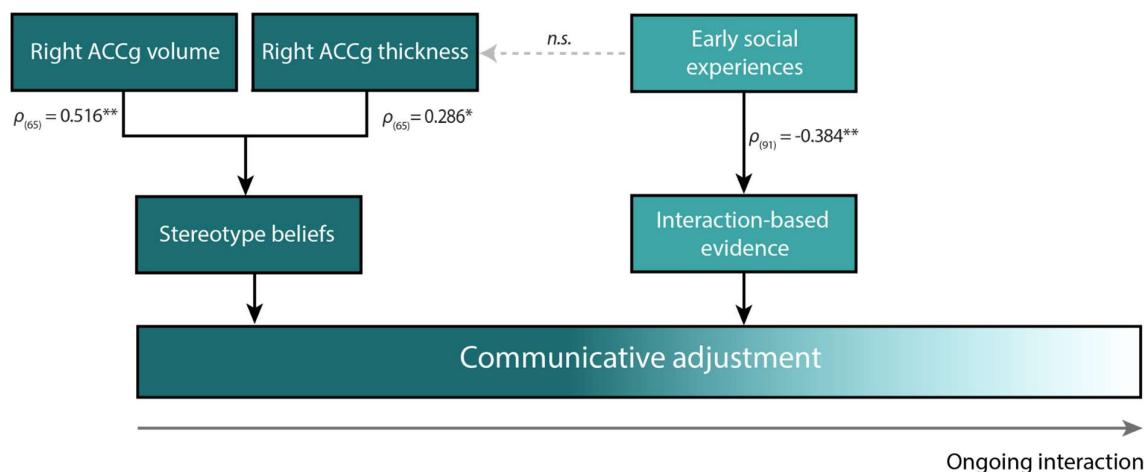 Right ACCg volume
Right ACCg thickness
n.s.
Early social
experiences
ρ(65) = 0.516**
ρ(65) = 0.286*
ρ(91) = -0.384**
Stereotype beliefs
Interaction-based
evidence
Communicative adjustment
Ongoing interaction